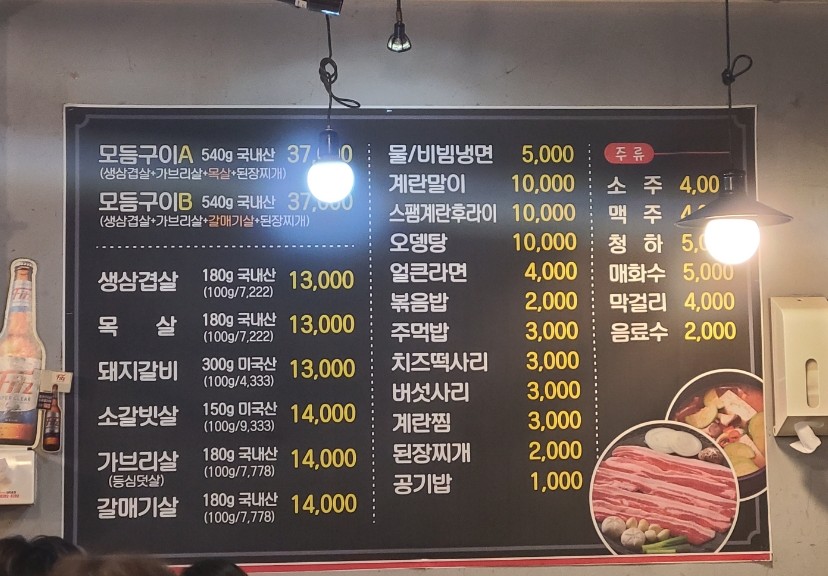 모듬구이A 540g 국내산
(생삼겹살+가브리살+목살+된장찌개)
모듬구이B 540g 국내산
(생삼겹살+가브리살+갈매기살+된장찌개)
생삼겹살 180g 국내산 13,000
(100g/7,222)
목 살 180g 국내산 13,000
(100g/7,222)
돼지갈비 300g 미국산 13,000
(100g/4,333)
소갈빗살 150g 미국산 14,000
(100g/9,333)
가브리살 180g 국내산 14,000
(등심덧살) (100g/7,778)
갈매기살 180g 국내산 14,000
(100g/7,778)
물/비빔냉면 5,000
계란말이 10,000
스팸계란후라이 10,000
오뎅탕 10,000
얼큰라면 4,000
볶음밥 2,000
주먹밥 3,000
치즈떡사리 3,000
버섯사리 3,000
계란찜 3,000
된장찌개 2,000
공기밥 1,000
주류
소 주
맥 주
청 하
매화수 5,000
막걸리 4,000
음료수 2,000
Fitz